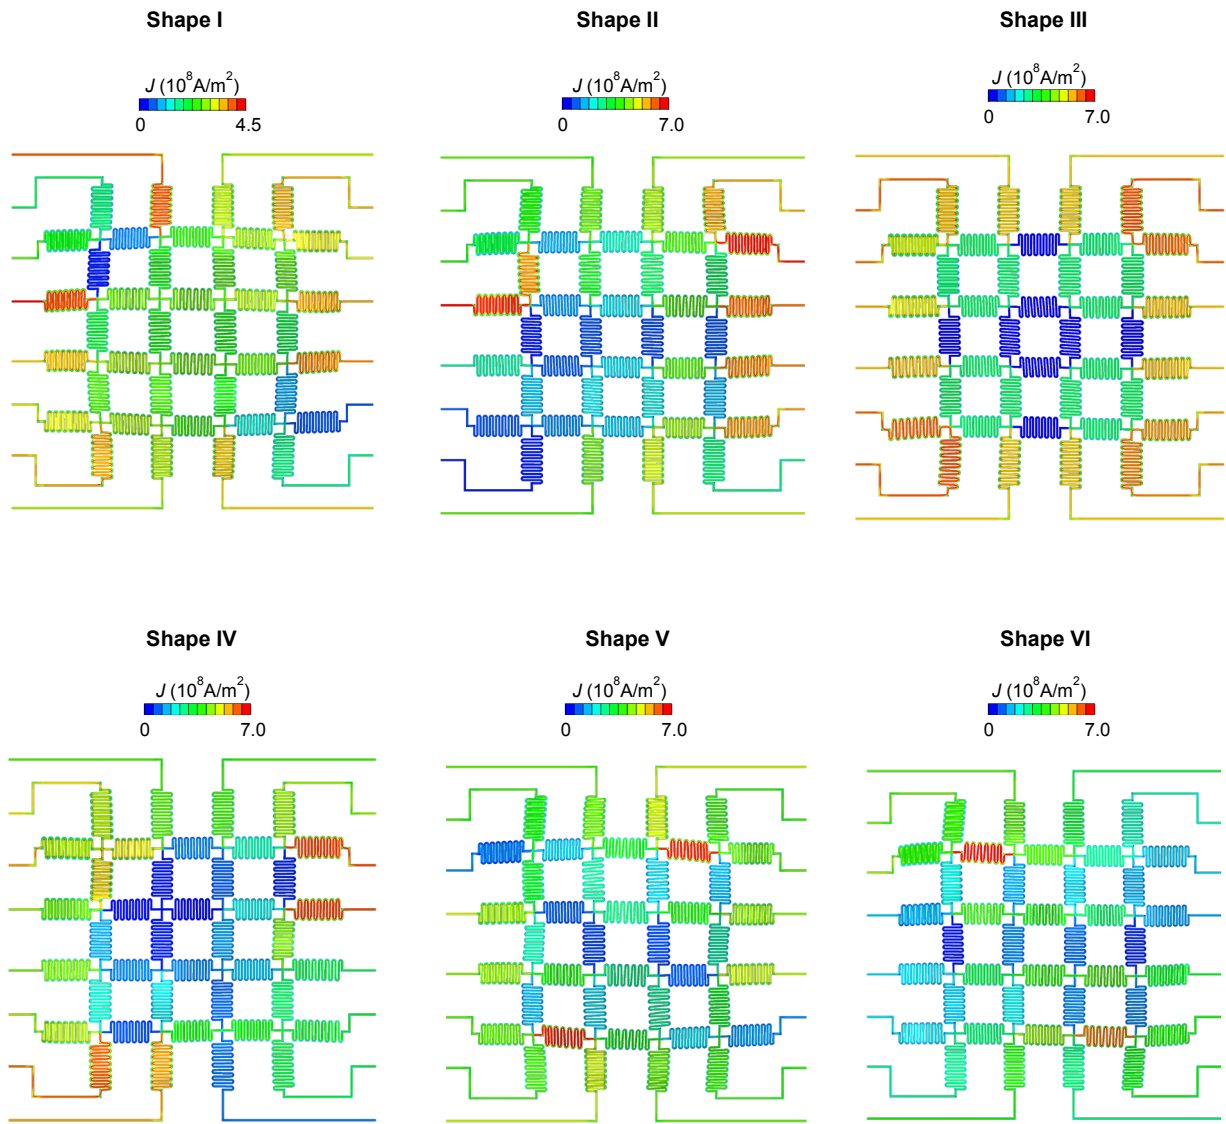 Shape I
Shape II
Shape III
J (10⁸A/m²)
0 4.5
J (10⁸A/m²)
0 7.0
J (10⁸A/m²)
0 7.0
Shape IV
Shape V
Shape VI
J (10⁸A/m²)
0 7.0
J (10⁸A/m²)
0 7.0
J (10⁸A/m²)
0 7.0